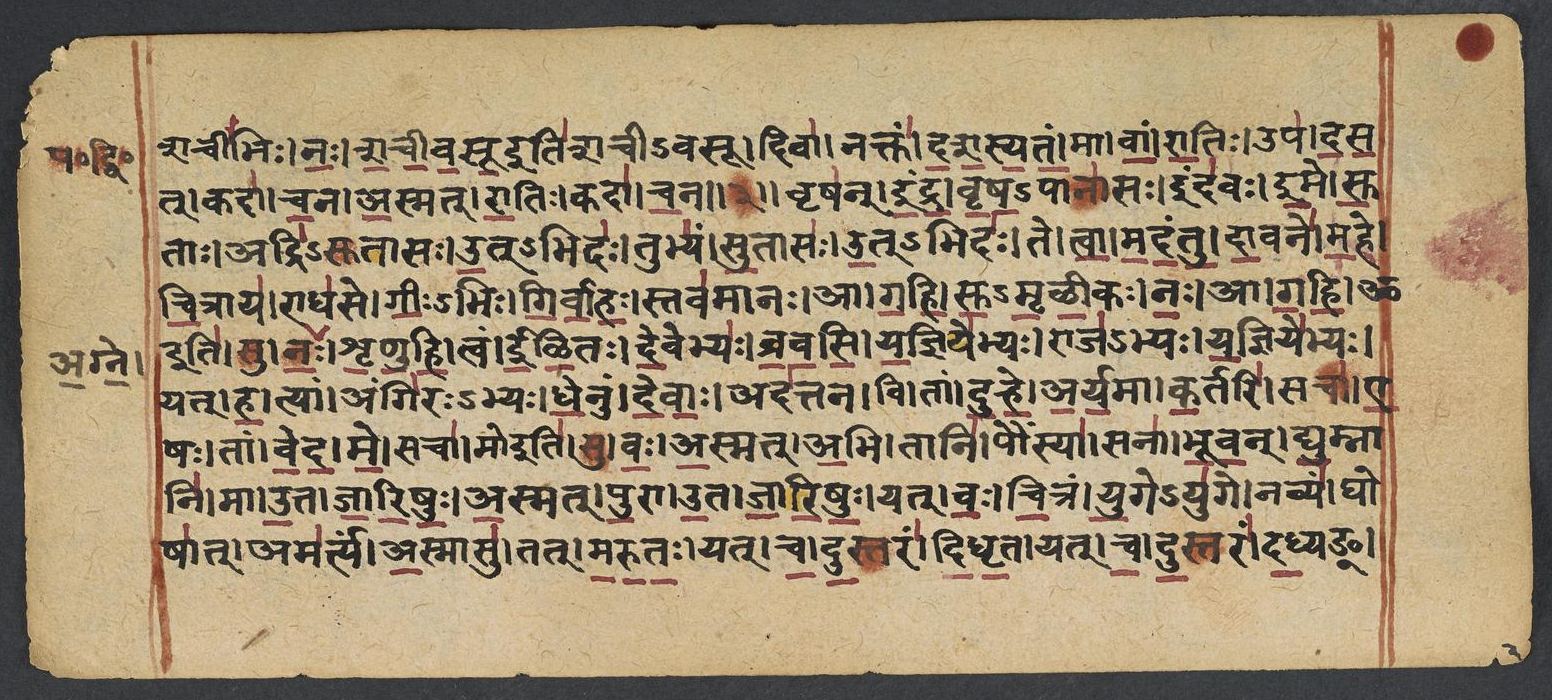 प॰द्वि॰
शचीभिः।नः।शचीवसूइतिशचीऽवसू।दिवा।नक्तं।दशस्यतं।मा।वां।रातिः।उप।दस
त्।कदा।चन।अस्मत्।रातिः।कदा।चन॥३॥वृषन्।इंद्र।वृषऽपानासः।इंदवः।इमे।सु
ताः।अद्रिऽसुतासः।उत्ऽभिदः।तुभ्यं।सुतासः।उत्ऽभिदः।ते।त्वा।मदंतु।दावने।महे।
चित्राय।राधसे।गीःऽभिः।गिर्वाहः।स्तवमानः।आ।गहि।सुऽमृळीकः।नः।आ।गहि।ओ
अग्ने।
इति।सु।नः।शृणुहि।त्वं।ईळितः।देवेभ्यः।ब्रवसि।यज्ञियेभ्यः।राजऽभ्यः।यज्ञियेभ्यः।
यत्।ह।त्यां।अंगिरःऽभ्यः।धेनुं।देवाः।अदत्तन।वि।तां।दुह्रे।अर्यमा।कर्तरि।सचा।ए
षः।तां।वेद।मे।सचा।मोइति।सु।वः।अस्मत्।अभि।तानि।पौंस्या।सना।भूवन्।द्युम्ना
नि।मा।उत।जारिषुः।अस्मत्।पुरा।उत।जारिषुः।यत्।वः।चित्रं।युगेऽयुगे।नव्यं।घो
षात्।अमर्त्यं।अस्मासु।तत्।मरुतः।यत्।च।दुस्तरं।दिधृत।यत्।च।दुस्तरं।दध्यङ्।